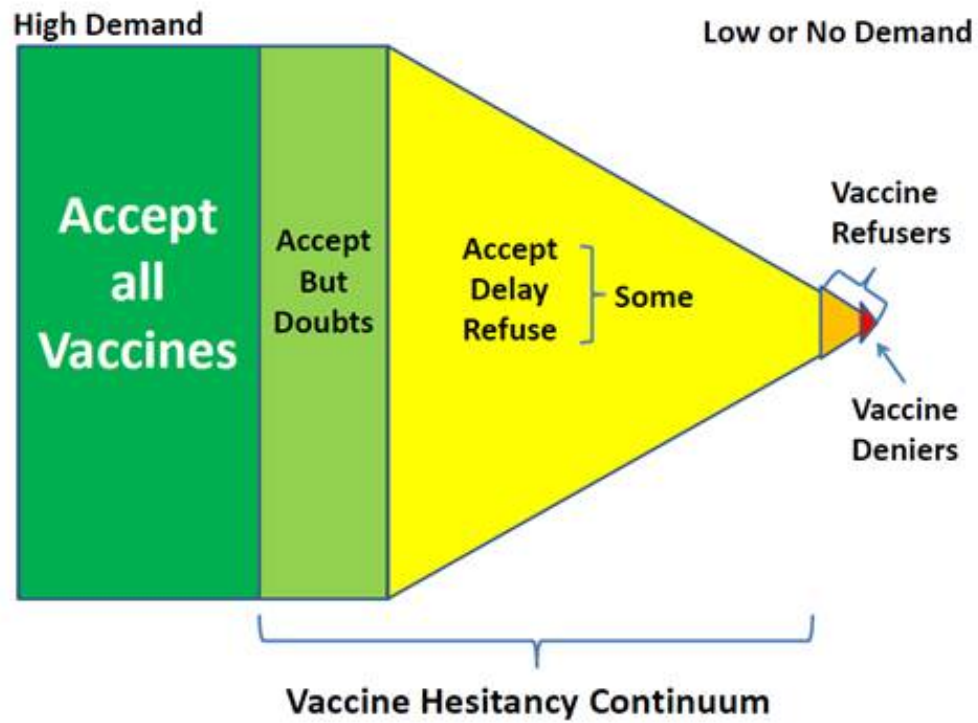 High Demand
Low or No Demand
Accept
all
Vaccines
Accept
But
Doubts
Accept
Delay
Refuse
Some
Vaccine
Refusers
Vaccine
Deniers
Vaccine Hesitancy Continuum